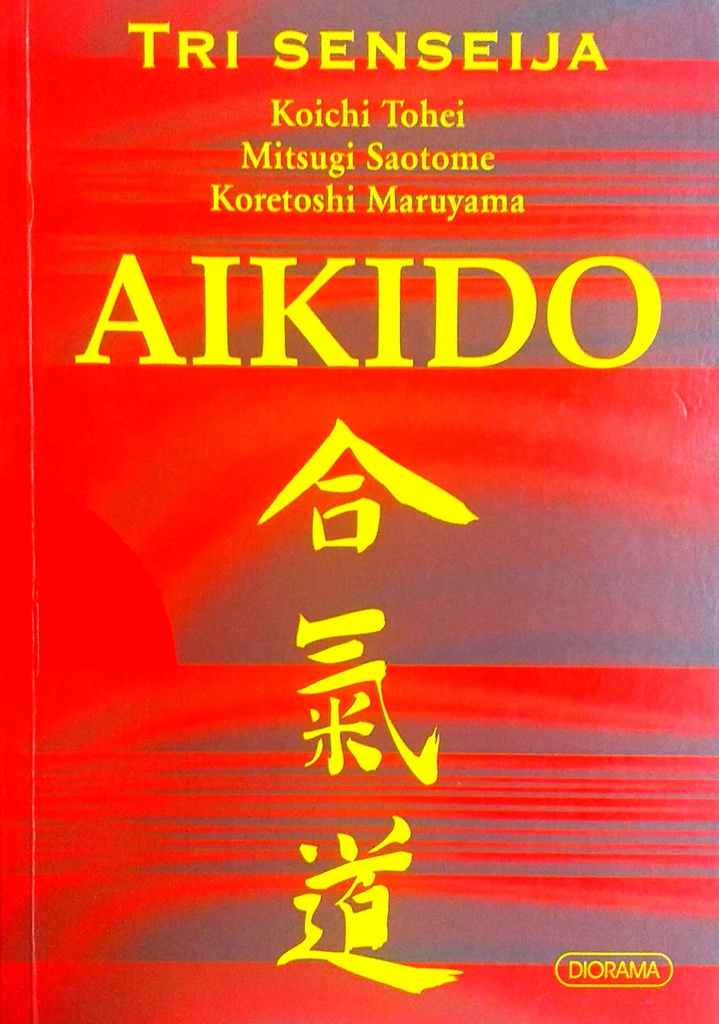 TRI SENSEIJA
Koichi Tohei
Mitsugi Saotome
Koretoshi Maruyama
AIKIDO
合
氣
道
DIORAMA